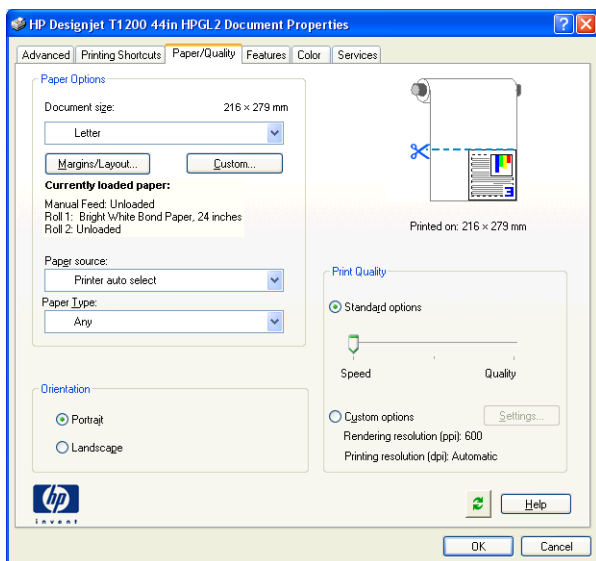 HP Designjet T1200 44in HPGL2 Document Properties
Advanced Printing Shortcuts Paper/Quality Features Color Services
Paper Options
Document size: 216 × 279 mm
Letter
Margins/Layout... Custom...
Currently loaded paper:
Manual Feed: Unloaded
Roll 1: Bright White Bond Paper, 24 inches
Roll 2: Unloaded
Paper source:
Printer auto select
Paper Type:
Any
Printed on: 216 × 279 mm
Print Quality
Standard options
Speed Quality
Custom options Settings...
Rendering resolution (ppi): 600
Printing resolution (dpi): Automatic
Orientation
Portrait
Landscape
hp
invent
Help
OK Cancel